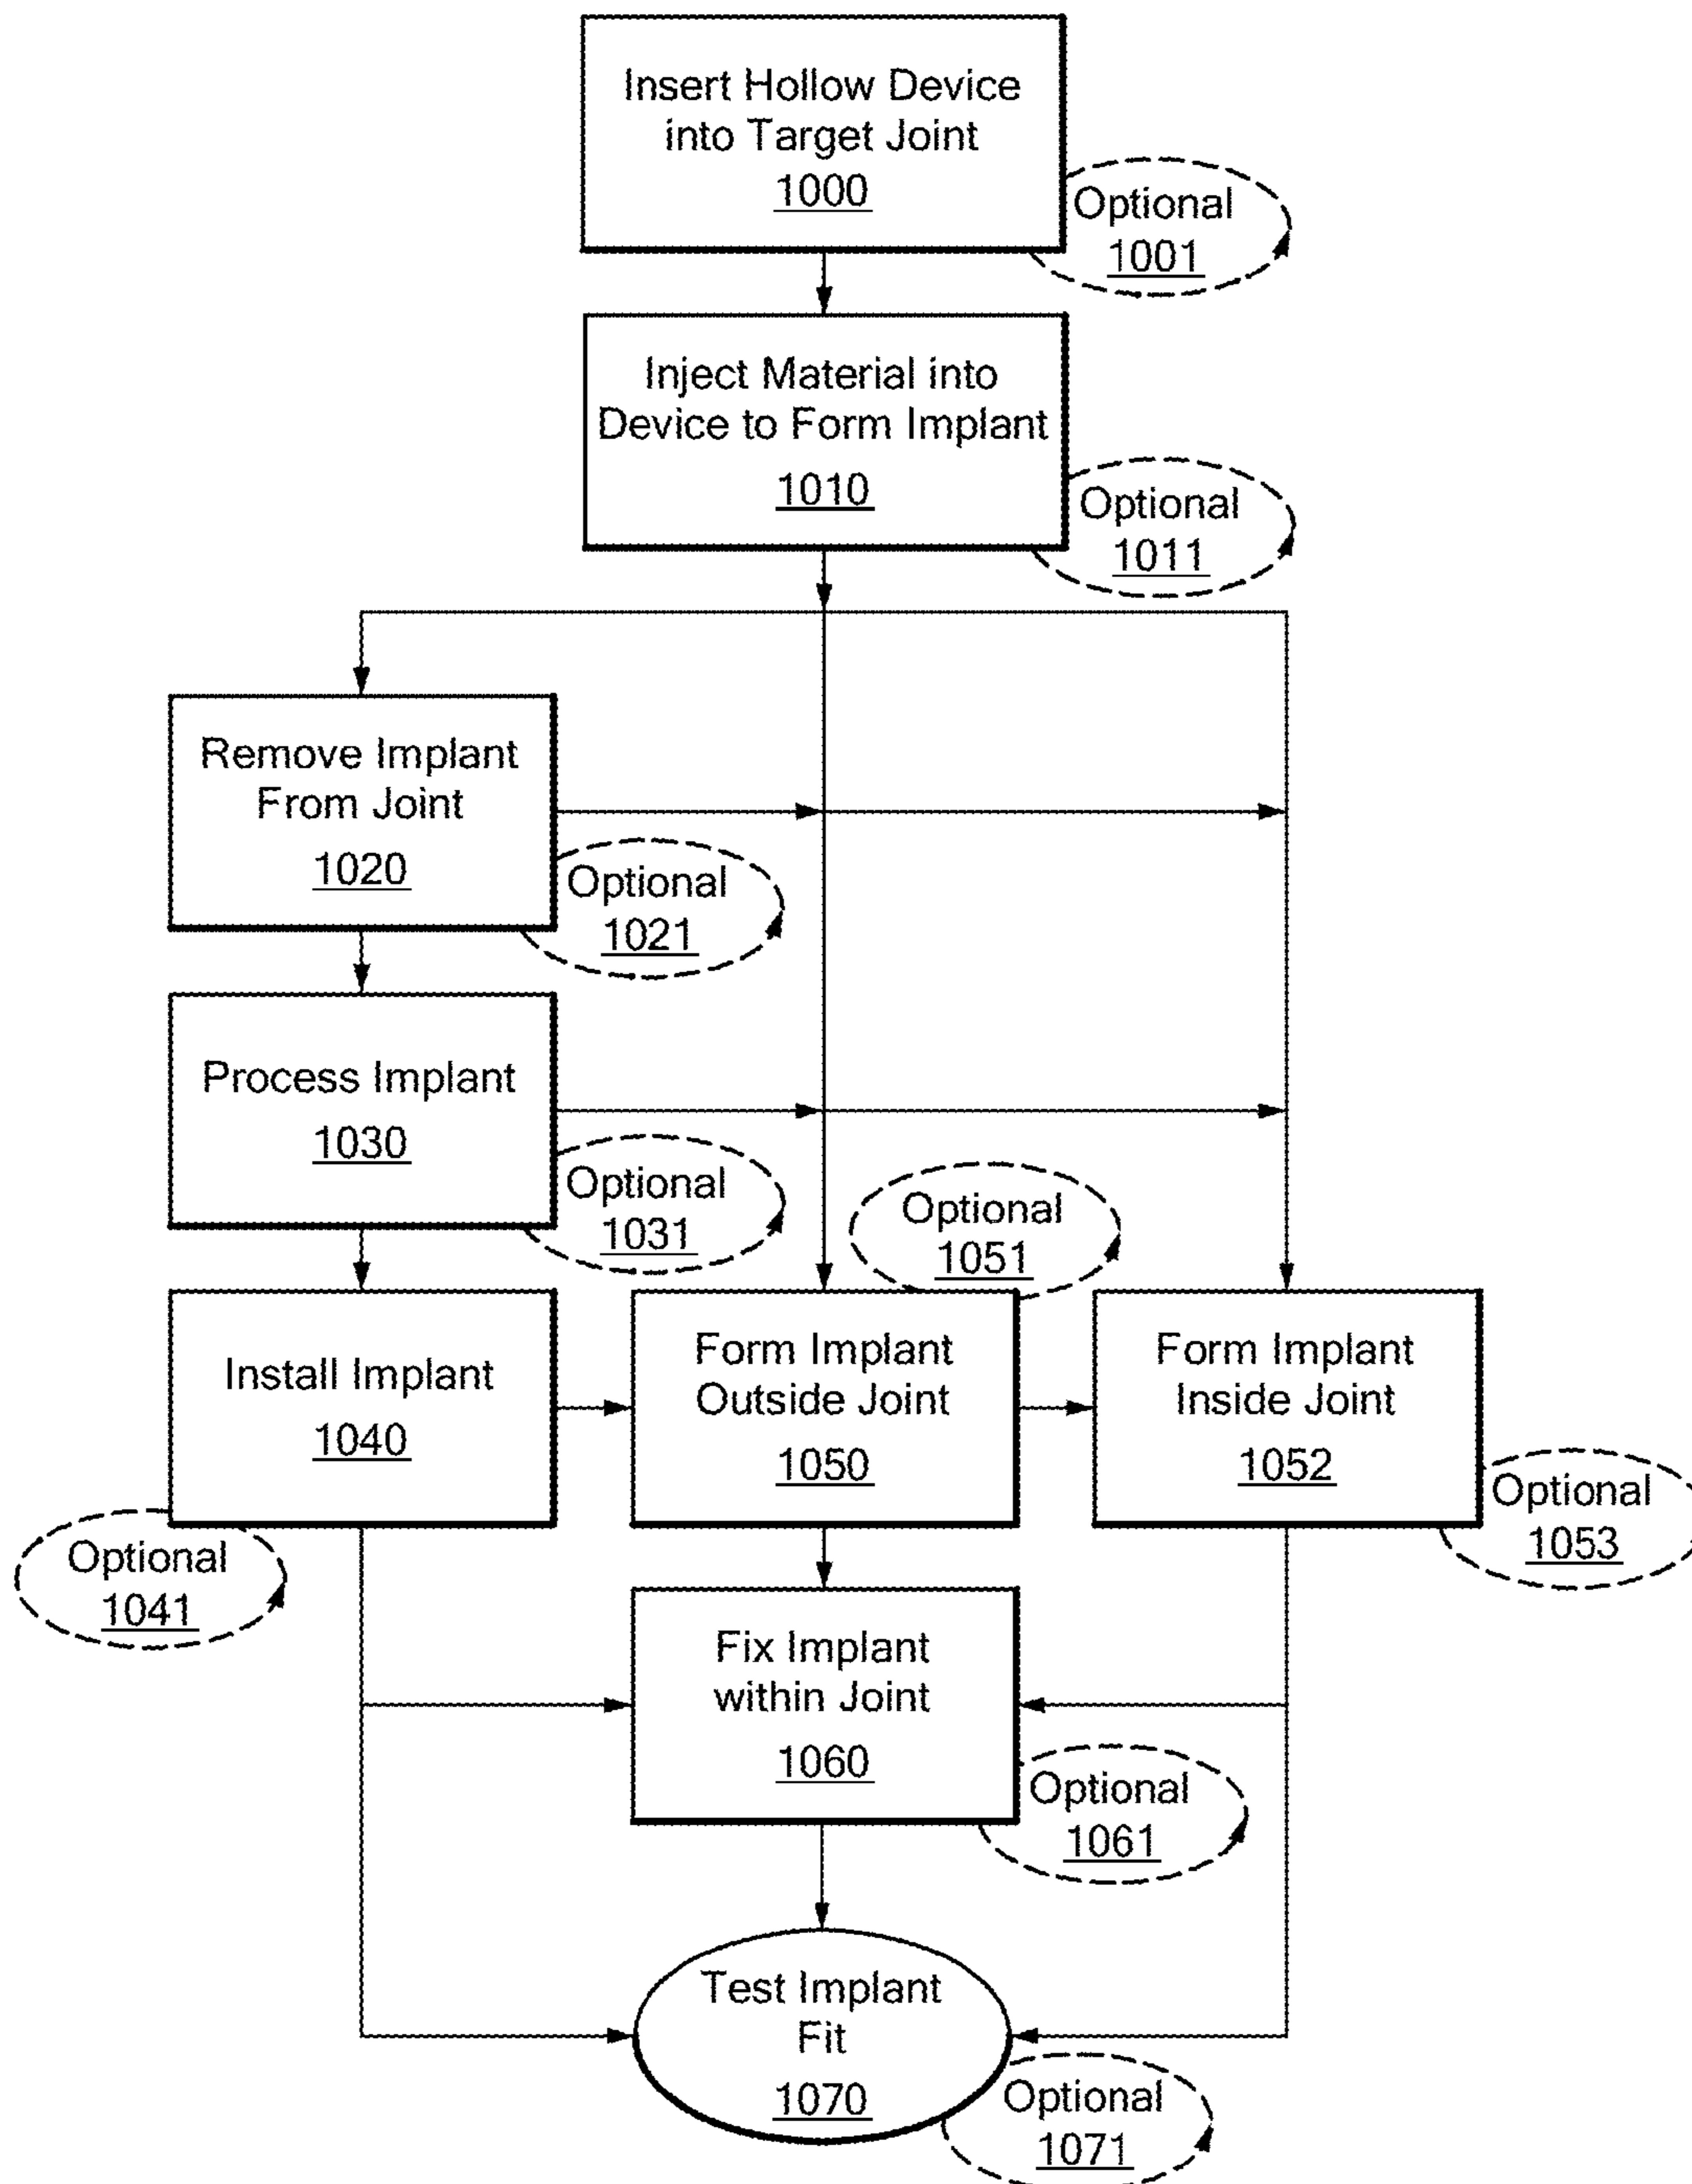 Insert Hollow Device
into Target Joint
1000
Optional
1001
Inject Material into
Device to Form Implant
1010
Optional
1011
Remove Implant
From Joint
1020
Optional
1021
Process Implant
1030
Optional
1031
Optional
1051
Install Implant
1040
Optional
1041
Form Implant
Outside Joint
1050
Form Implant
Inside Joint
1052
Optional
1053
Fix Implant
within Joint
1060
Optional
1061
Test Implant
Fit
1070
Optional
1071